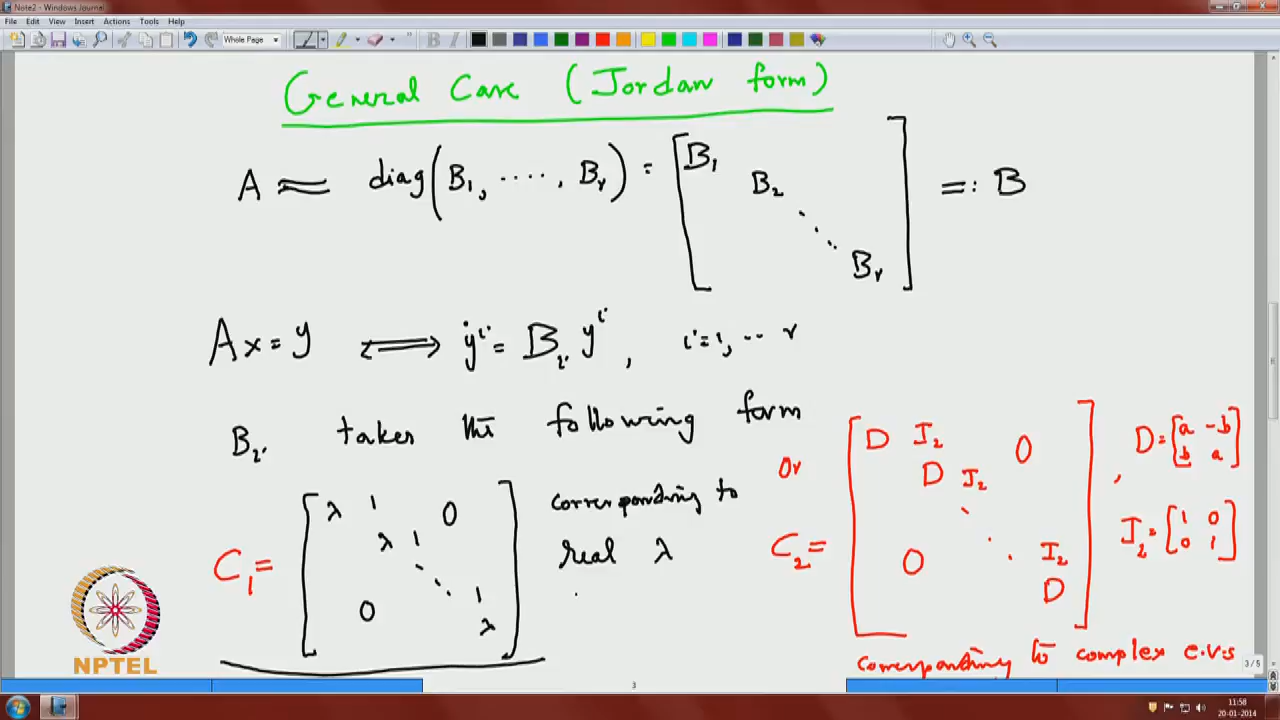 Note2 - Windows Journal
File Edit View Insert Actions Tools Help
Whole Page
General Case (Jordan form)
A ≈ diag(B₁, ....., Bᵣ) = [B₁ B₂ ⋱ Bᵣ] =: B
Ax = y ⟺ ẏⁱ = Bᵢ yⁱ, i = 1, ... r
Bᵢ takes the following form
C₁ = [λ 1 0 λ 1 ⋱ 1 0 λ] corresponding to real λ
Or
C₂ = [D I₂ 0 D I₂ ⋱ 0 I₂ D], D = [a -b b a]
I₂ = [1 0 0 1]
corresponding to complex e.v.s
NPTEL
3
3/5
11:58
20-01-2014